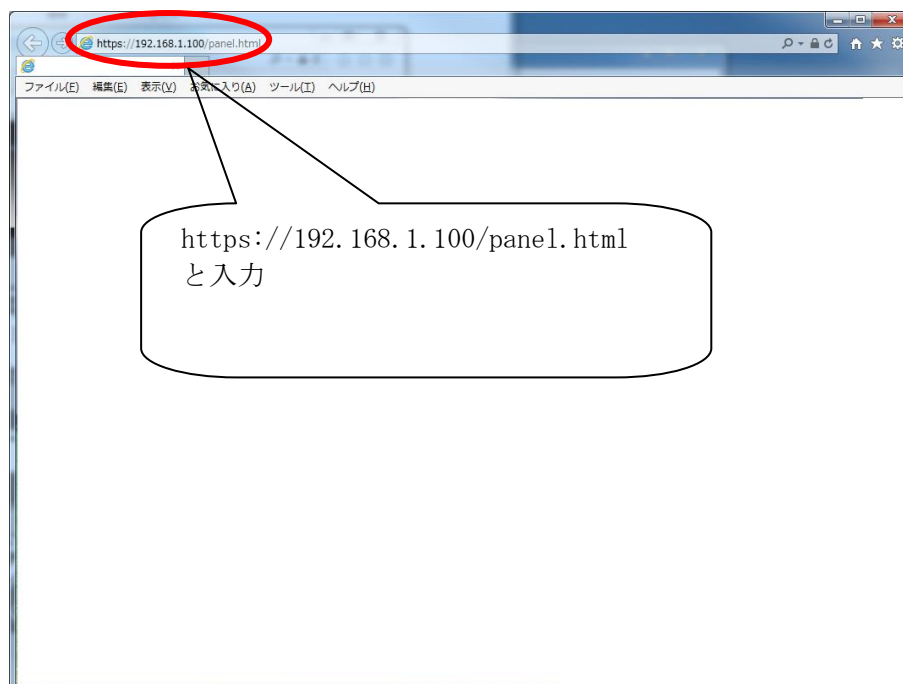 https://192.168.1.100/panel.html
ファイル(F) 編集(E) 表示(V) お気に入り(A) ツール(T) ヘルプ(H)
https://192.168.1.100/panel.html
と入力